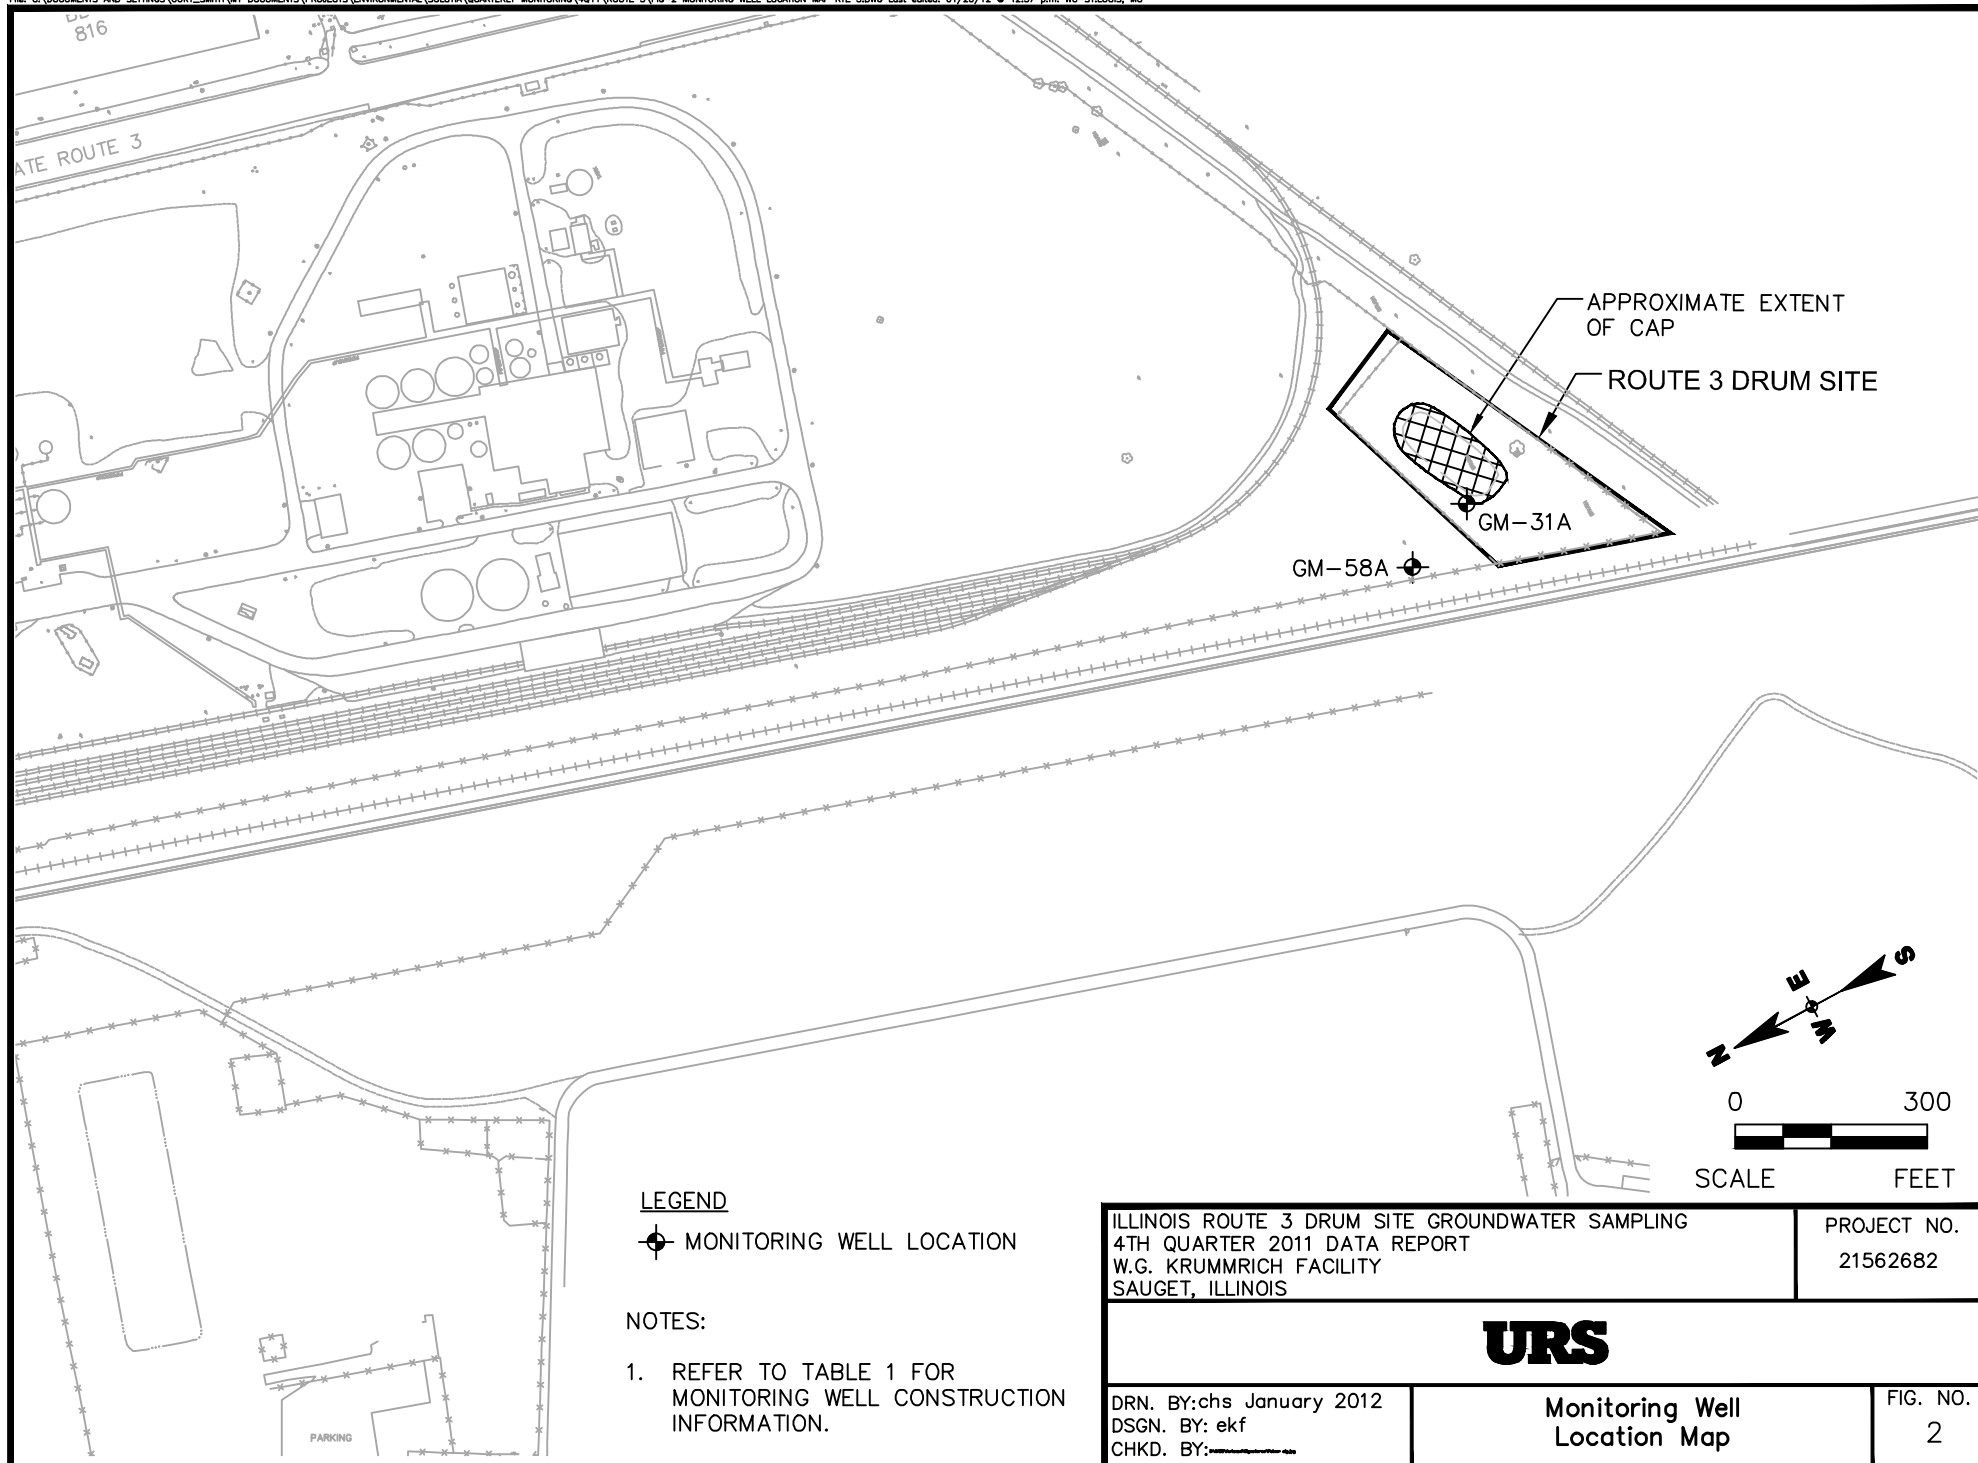 816
ATE ROUTE 3
APPROXIMATE EXTENT
OF CAP
ROUTE 3 DRUM SITE
GM-31A
GM-58A
S
E
W
N
0 300
SCALE FEET
LEGEND
MONITORING WELL LOCATION
NOTES:
1. REFER TO TABLE 1 FOR
MONITORING WELL CONSTRUCTION
INFORMATION.
PARKING
ILLINOIS ROUTE 3 DRUM SITE GROUNDWATER SAMPLING
4TH QUARTER 2011 DATA REPORT
W.G. KRUMMRICH FACILITY
SAUGET, ILLINOIS
PROJECT NO.
21562682
URS
DRN. BY:chs January 2012
DSGN. BY: ekf
CHKD. BY:
Monitoring Well
Location Map
FIG. NO.
2